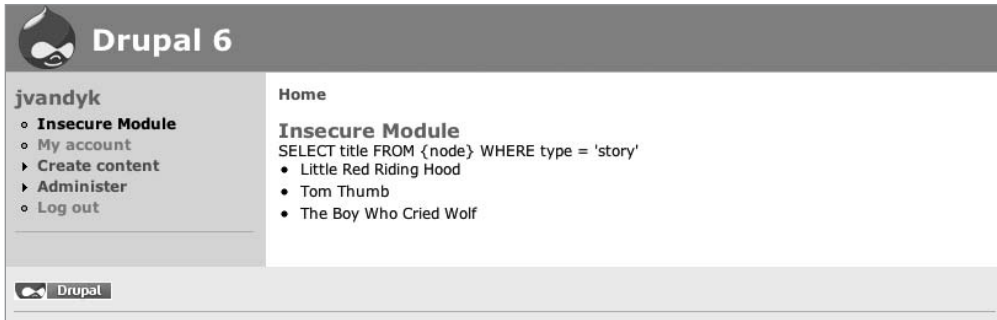 Drupal 6
jvandyk
Insecure Module
My account
Create content
Administer
Log out
Home
Insecure Module
SELECT title FROM {node} WHERE type = 'story'
Little Red Riding Hood
Tom Thumb
The Boy Who Cried Wolf
Drupal